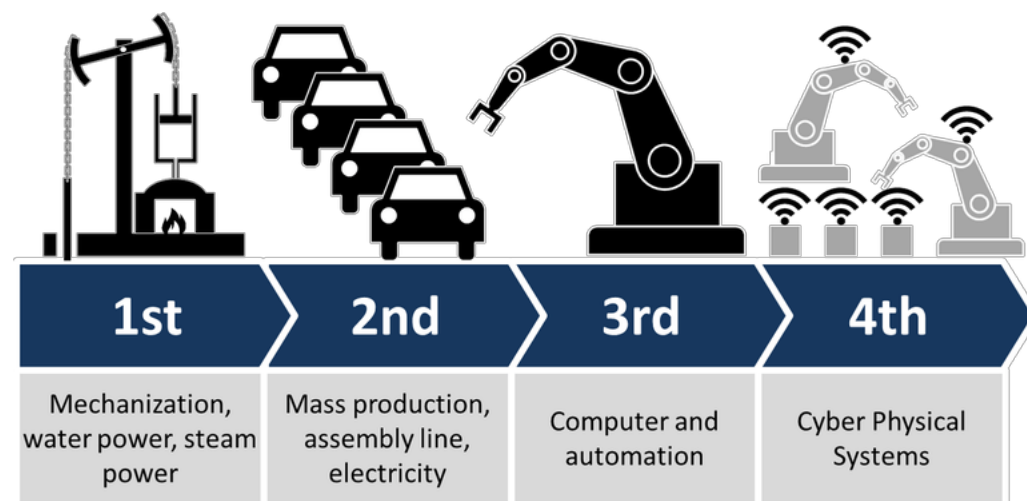 1st
2nd
3rd
4th
Mechanization,
water power, steam
power
Mass production,
assembly line,
electricity
Computer and
automation
Cyber Physical
Systems